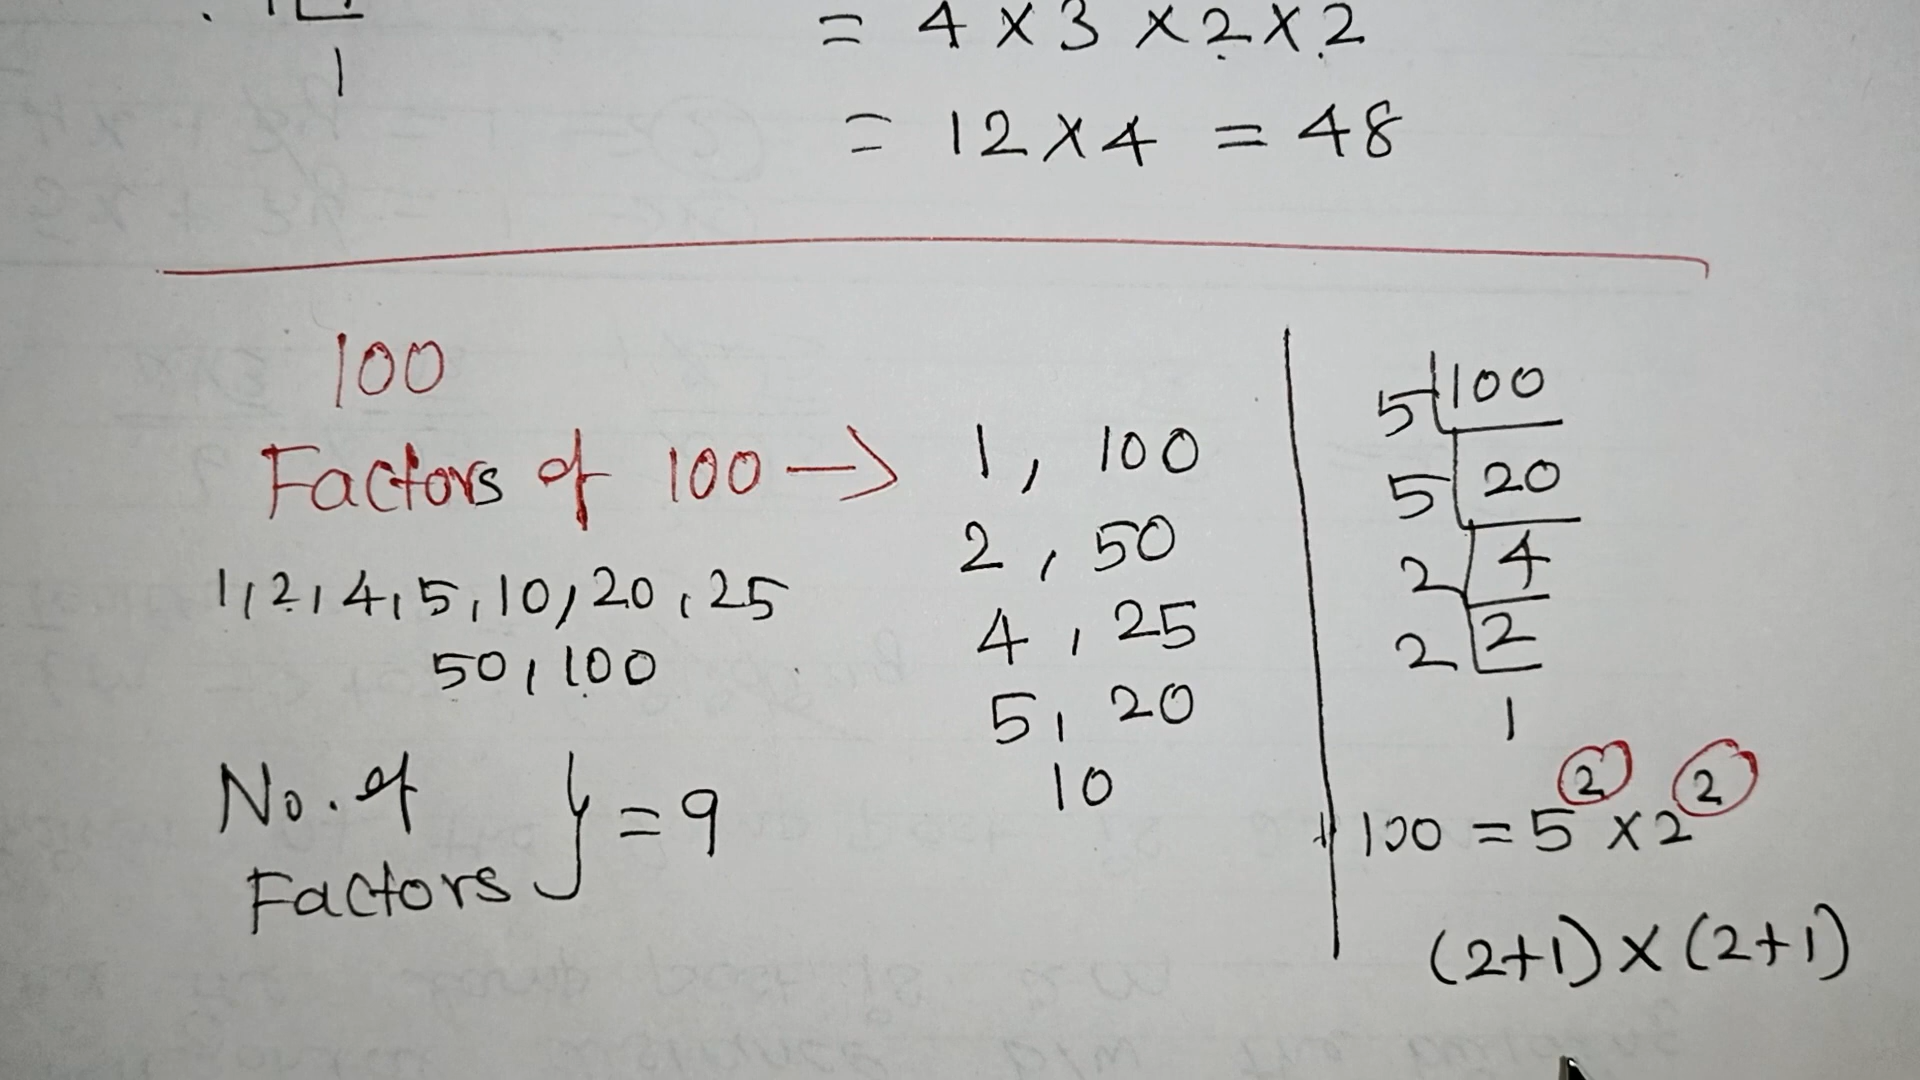 1
= 4 × 3 × 2 × 2
= 12 × 4 = 48
100
Factors of 100 →
1, 2, 4, 5, 10, 20, 25
50, 100
No. of
Factors } = 9
1, 100
2, 50
4, 25
5, 20
10
5 | 100
5 | 20
2 | 4
2 | 2
1
100 = 5² × 2²
(2+1) × (2+1)